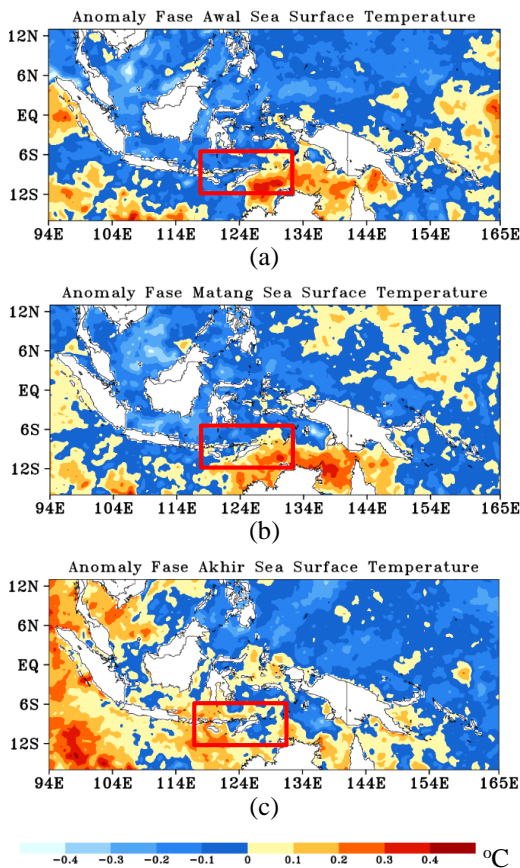 Anomaly Fase Awal Sea Surface Temperature
12N
6N
EQ
6S
12S
94E 104E 114E 124E 134E 144E 154E 165E
(a)
Anomaly Fase Matang Sea Surface Temperature
12N
6N
EQ
6S
12S
94E 104E 114E 124E 134E 144E 154E 165E
(b)
Anomaly Fase Akhir Sea Surface Temperature
12N
6N
EQ
6S
12S
94E 104E 114E 124E 134E 144E 154E 165E
(c)
-0.4 -0.3 -0.2 -0.1 0 0.1 0.2 0.3 0.4 °C